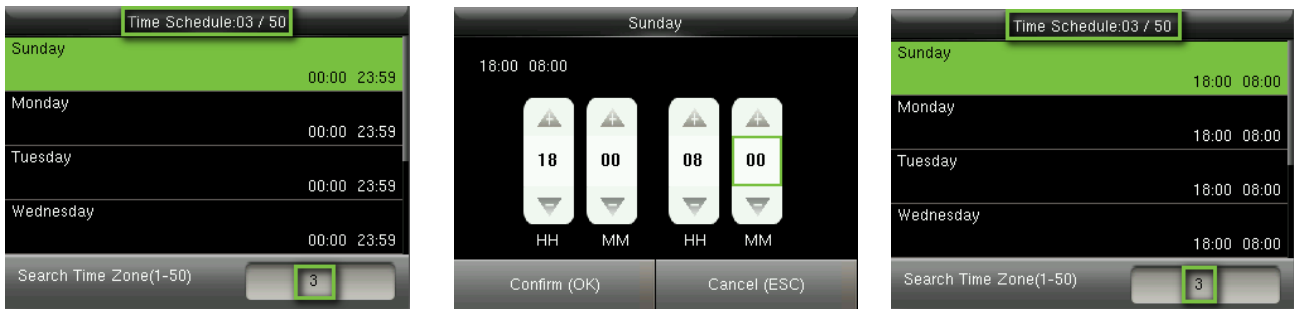 Time Schedule:03 / 50
Sunday
00:00 23:59
Monday
00:00 23:59
Tuesday
00:00 23:59
Wednesday
00:00 23:59
Search Time Zone(1-50) 3
Sunday
18:00 08:00
18 00 08 00
HH MM HH MM
Confirm (OK) Cancel (ESC)
Time Schedule:03 / 50
Sunday
18:00 08:00
Monday
18:00 08:00
Tuesday
18:00 08:00
Wednesday
18:00 08:00
Search Time Zone(1-50) 3